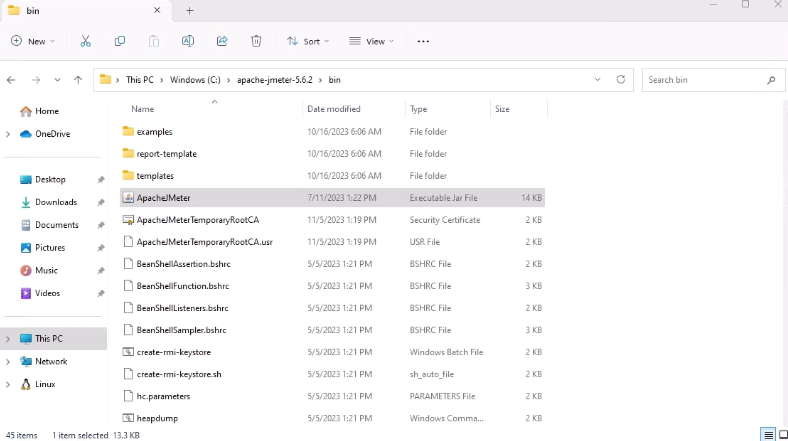 bin
New
Sort
View
This PC > Windows (C:) > apache-jmeter-5.6.2 > bin
Search bin
Home
OneDrive
Desktop
Downloads
Documents
Pictures
Music
Videos
This PC
Network
Linux
Name Date modified Type Size
examples 10/16/2023 6:06 AM File folder
report-template 10/16/2023 6:06 AM File folder
templates 10/16/2023 6:06 AM File folder
ApacheJMeter 7/11/2023 1:22 PM Executable Jar File 14 KB
ApacheJMeterTemporaryRootCA 11/5/2023 1:19 PM Security Certificate 2 KB
ApacheJMeterTemporaryRootCA.usr 11/5/2023 1:19 PM USR File 2 KB
BeanShellAssertion.bshrc 5/5/2023 1:21 PM BSHRC File 2 KB
BeanShellFunction.bshrc 5/5/2023 1:21 PM BSHRC File 3 KB
BeanShellListeners.bshrc 5/5/2023 1:21 PM BSHRC File 2 KB
BeanShellSampler.bshrc 5/5/2023 1:21 PM BSHRC File 3 KB
create-rmi-keystore 5/5/2023 1:21 PM Windows Batch File 2 KB
create-rmi-keystore.sh 5/5/2023 1:21 PM sh_auto_file 2 KB
hc.parameters 5/5/2023 1:21 PM PARAMETERS File 2 KB
heapdump 5/5/2023 1:21 PM Windows Comma... 2 KB
45 items 1 item selected 13.3 KB